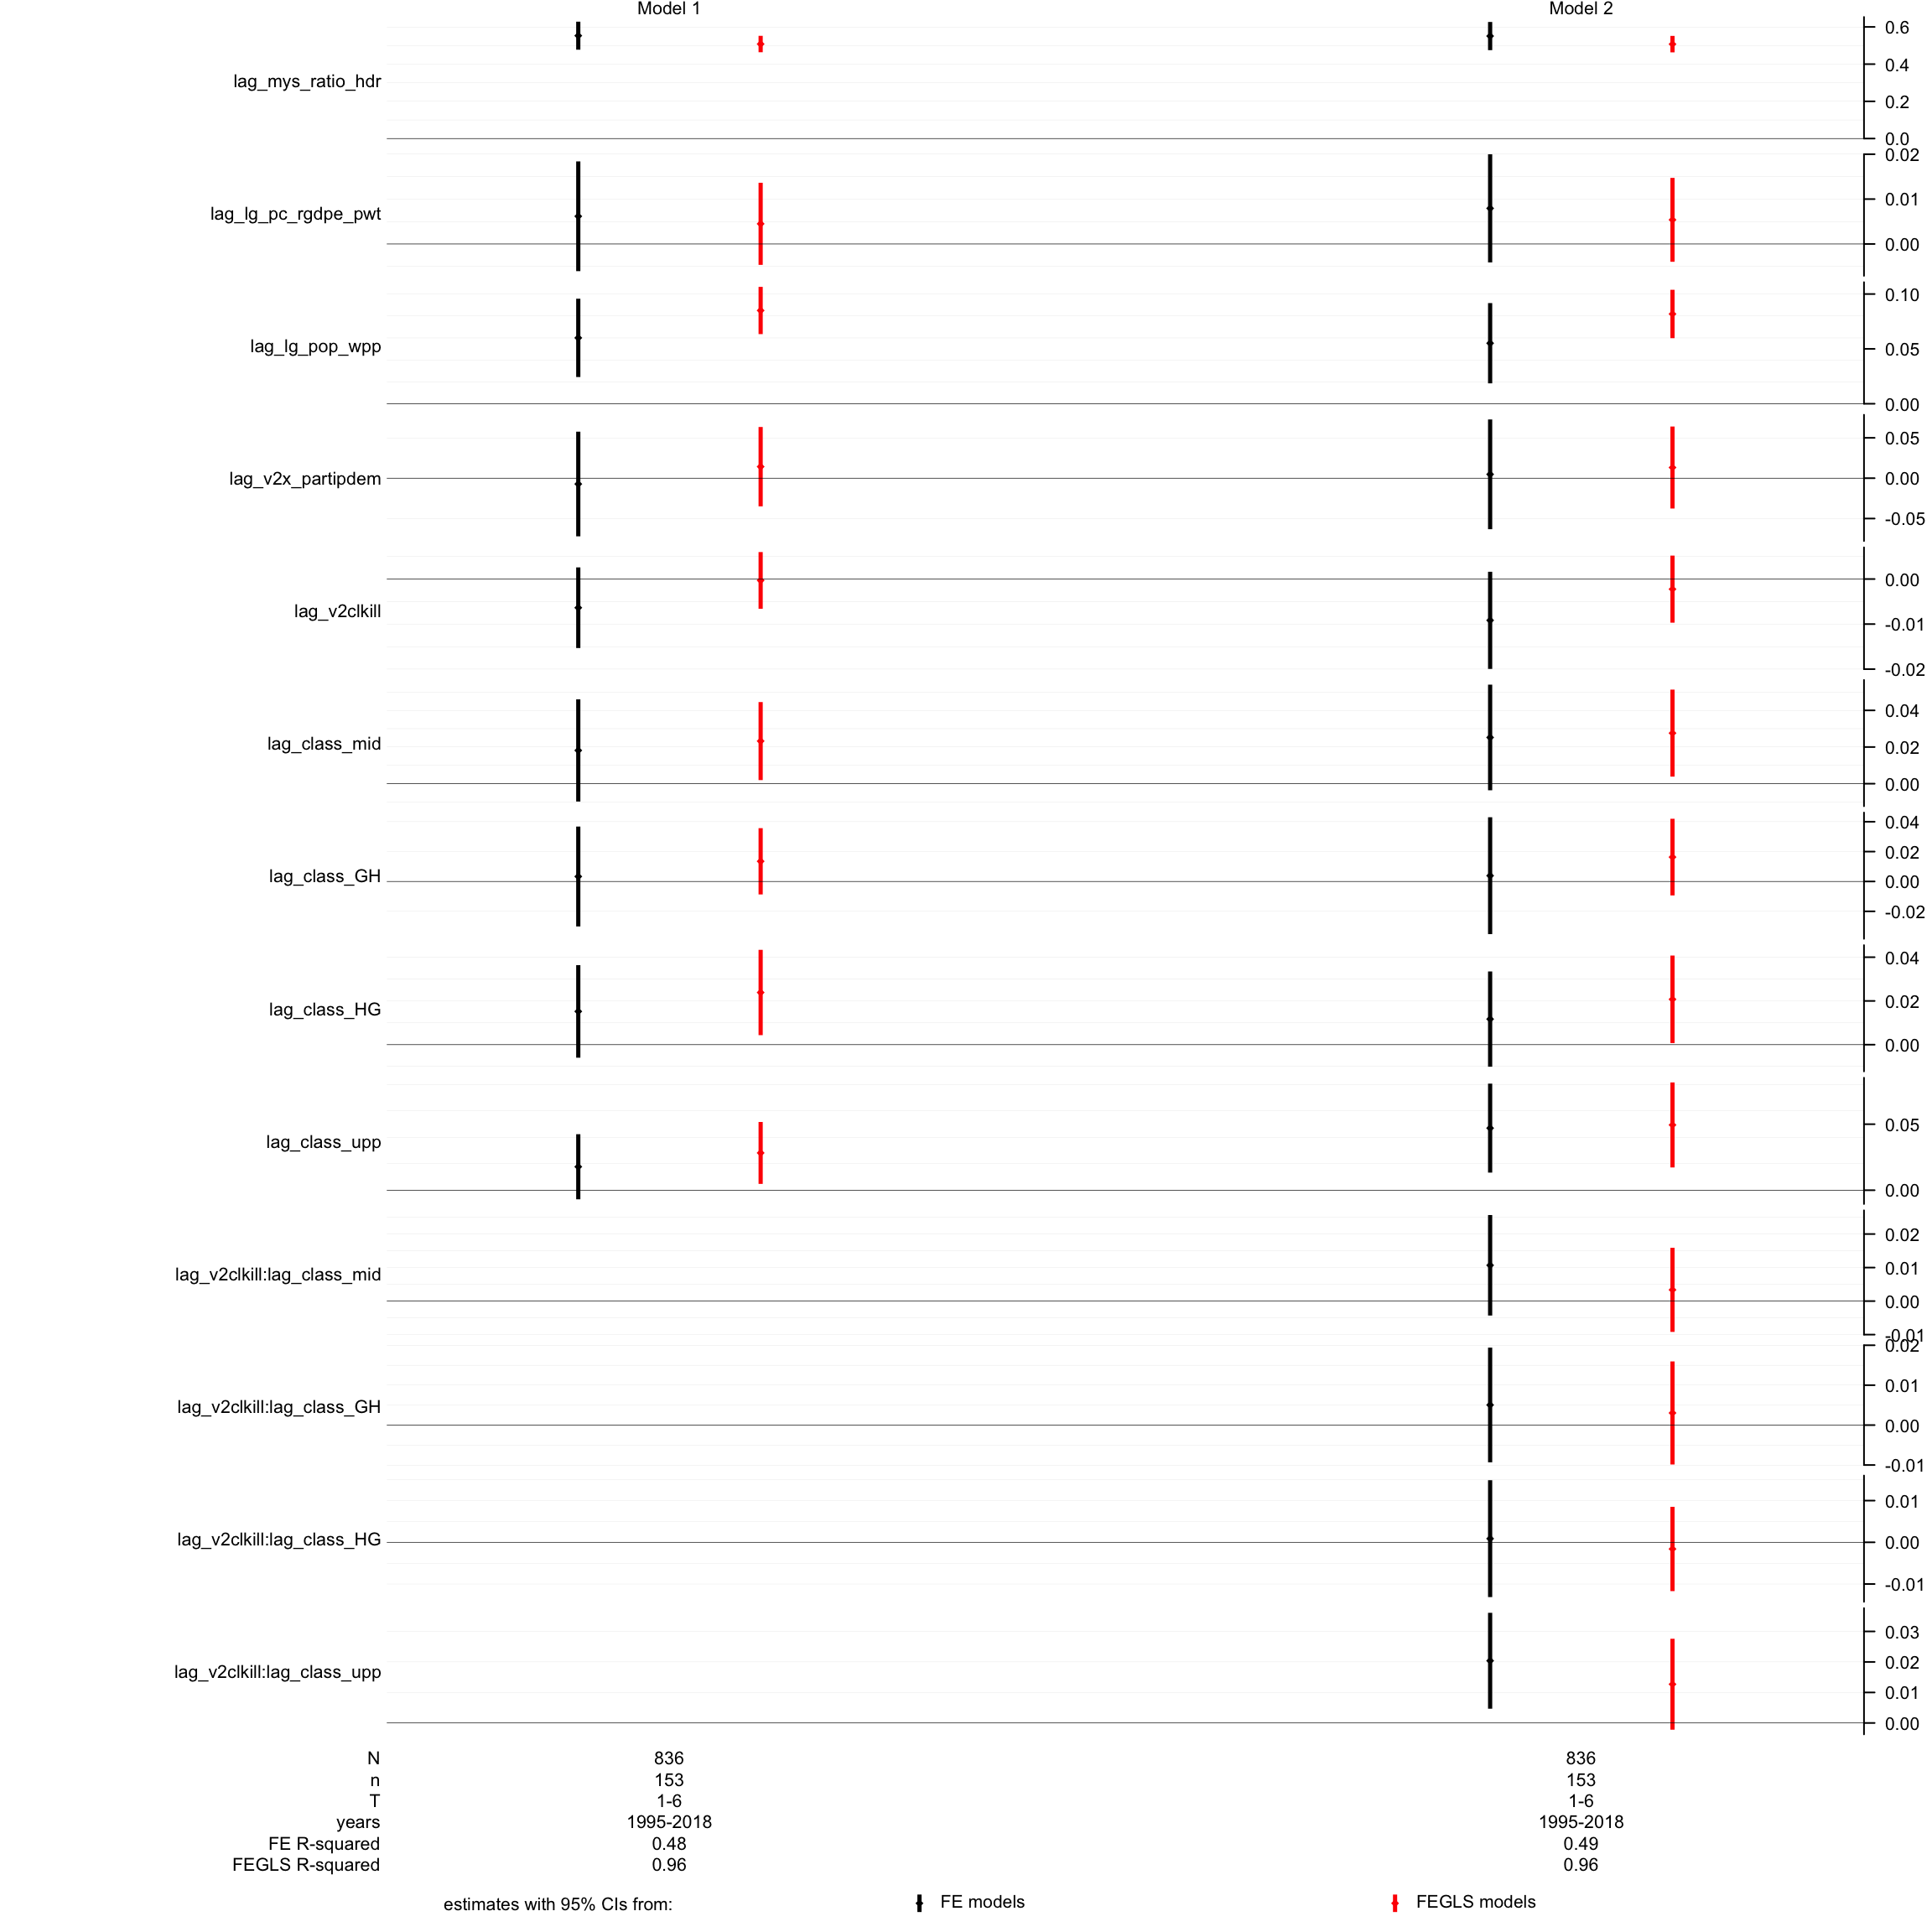 Model 1 Model 2
0.6
0.4
lag_mys_ratio_hdr
0.2
0.0
0.02
lag_lg_pc_rgdpe_pwt
0.01
0.00
0.10
lag_lg_pop_wpp
0.05
0.00
0.05
lag_v2x_partipdem
0.00
-0.05
0.00
lag_v2clkill
-0.01
-0.02
0.04
lag_class_mid
0.02
0.00
0.04
0.02
lag_class_GH
0.00
-0.02
0.04
lag_class_HG
0.02
0.00
0.05
lag_class_upp
0.00
0.02
lag_v2clkill:lag_class_mid
0.01
0.00
-0.01
0.02
0.01
lag_v2clkill:lag_class_GH
0.00
-0.01
0.01
lag_v2clkill:lag_class_HG
0.00
-0.01
0.03
0.02
lag_v2clkill:lag_class_upp
0.01
0.00
N 836 836
n 153 153
T 1-6 1-6
years 1995-2018 1995-2018
FE R-squared 0.48 0.49
FEGLS R-squared 0.96 0.96
estimates with 95% CIs from: FE models FEGLS models